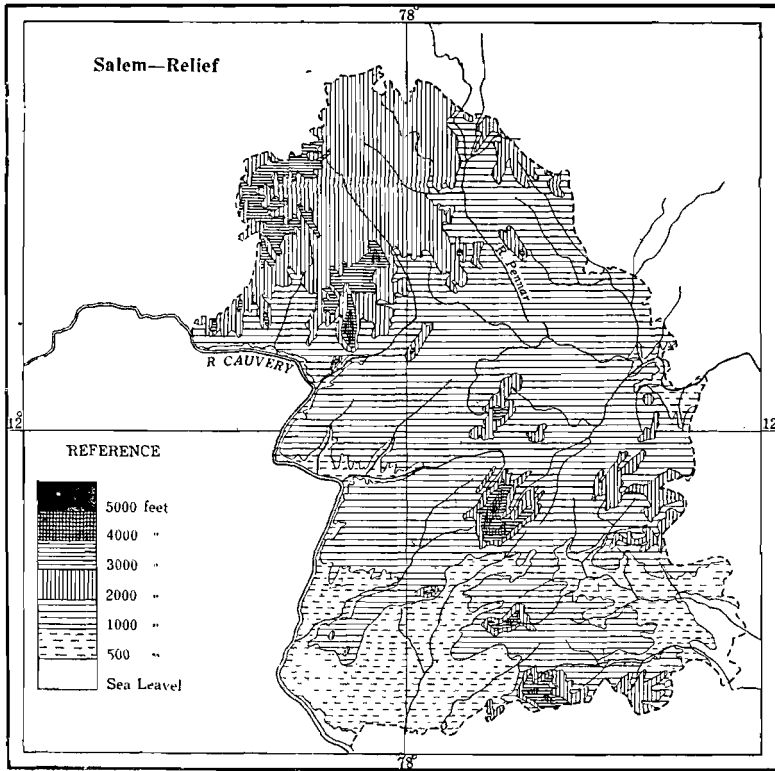 78°
Salem—Relief
R Pennar
R CAUVERY
12°
12
REFERENCE
5000 feet
4000 "
3000 "
2000 "
1000 "
500 "
Sea Leavel
78°